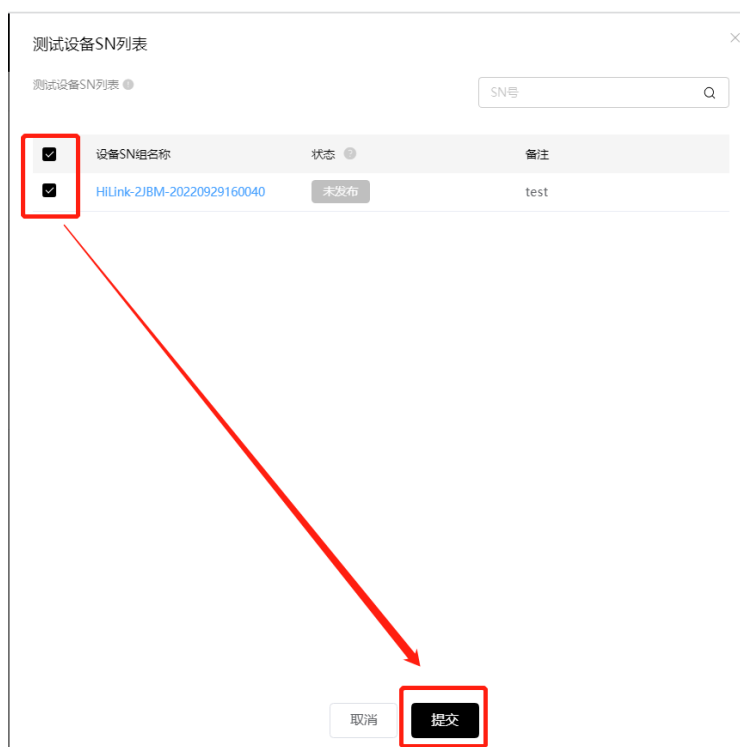 测试设备SN列表
测试设备SN列表
SN号
设备SN组名称 状态 备注
HiLink-2JBM-20220929160040 未发布 test
取消 提交